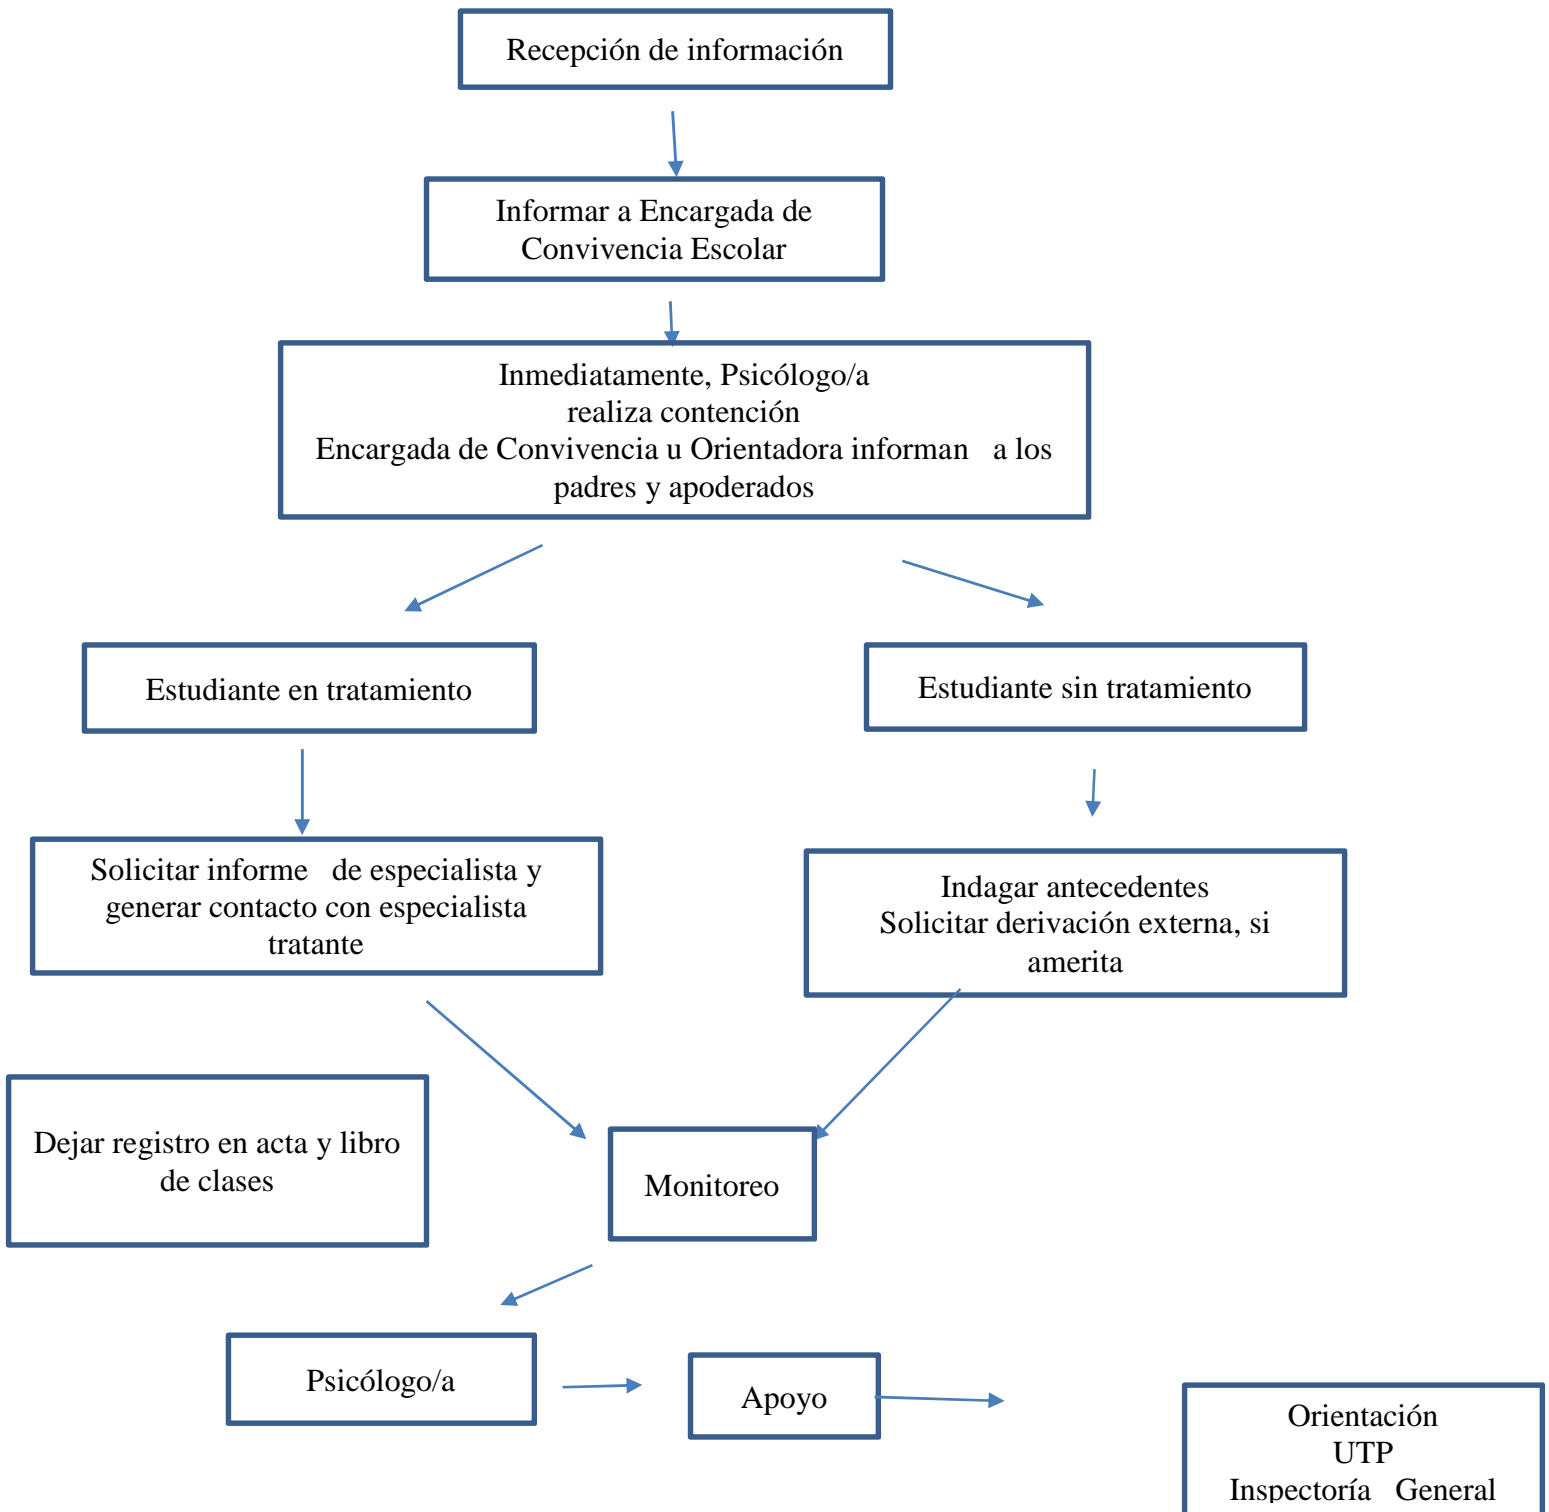 Recepción de información
Informar a Encargada de
Convivencia Escolar
Inmediatamente, Psicólogo/a
realiza contención
Encargada de Convivencia u Orientadora informan a los
padres y apoderados
Estudiante en tratamiento
Estudiante sin tratamiento
Solicitar informe de especialista y
generar contacto con especialista
tratante
Indagar antecedentes
Solicitar derivación externa, si
amerita
Dejar registro en acta y libro
de clases
Monitoreo
Psicólogo/a
Apoyo
Orientación
UTP
Inspectoría General